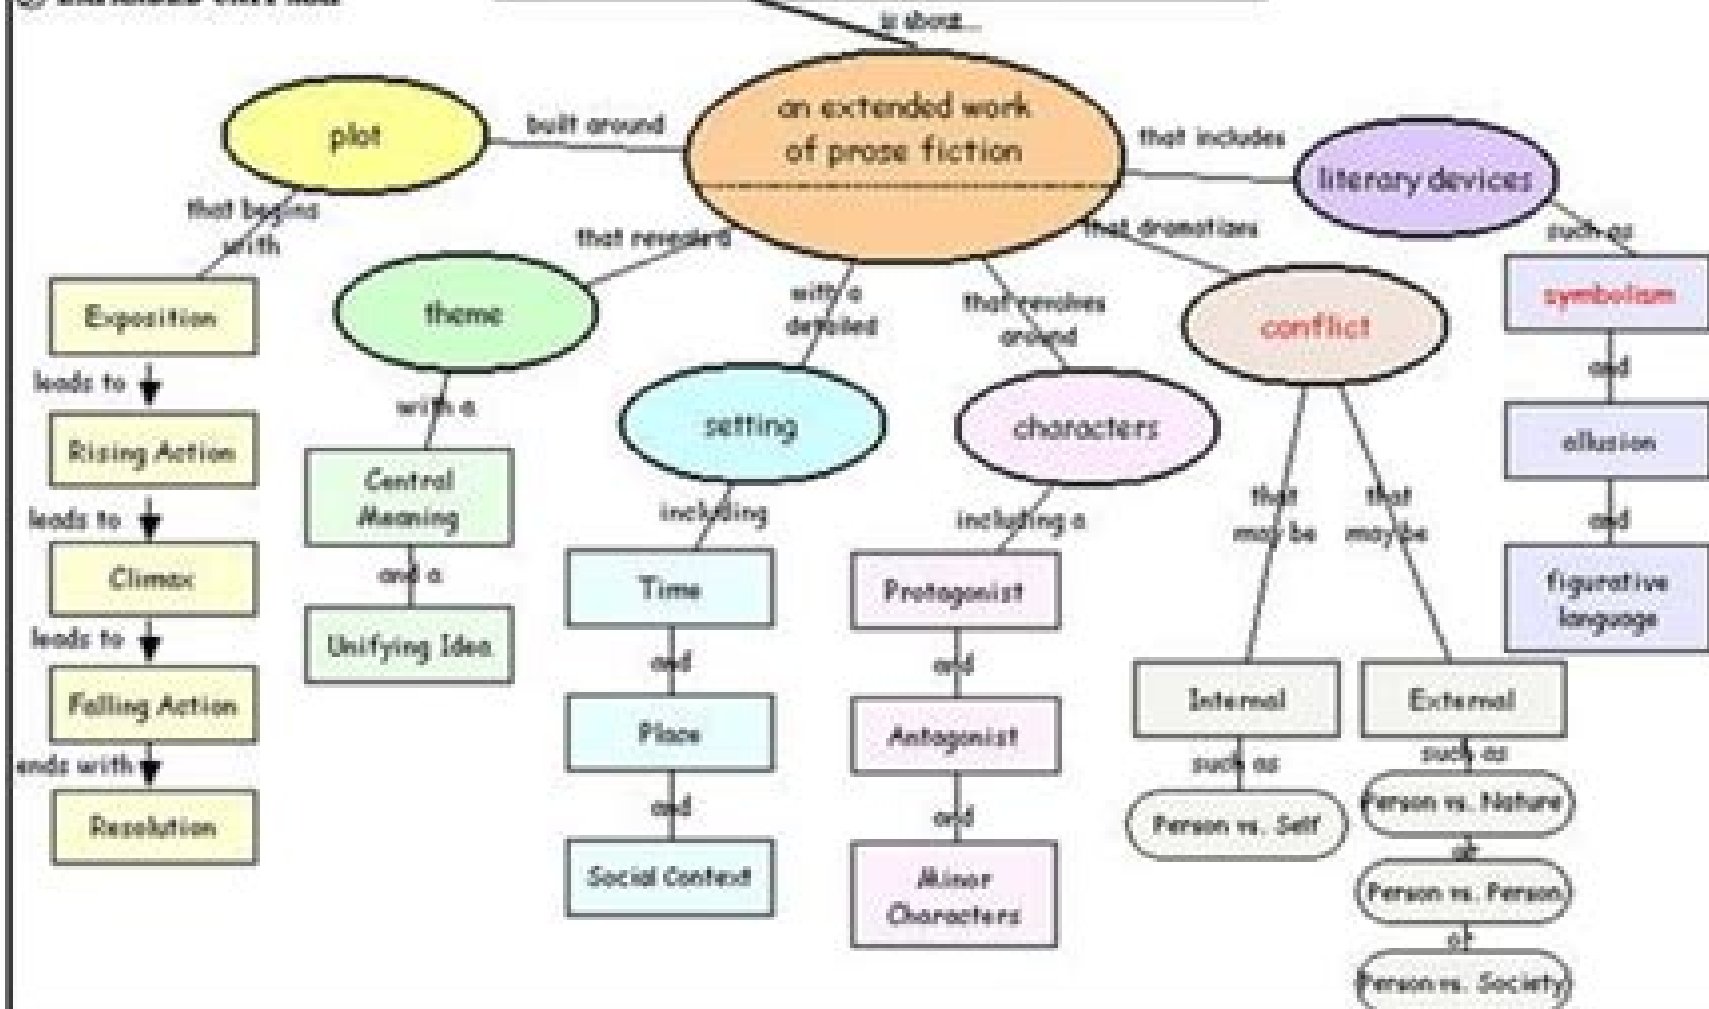 is about...
an extended work
of prose fiction
built around
plot
that begins
with
Exposition
leads to
Rising Action
leads to
Climax
leads to
Falling Action
ends with
Resolution
that revealed
theme
with a
Central
Meaning
and a
Unifying Idea
with a
detailed
setting
including
Time
and
Place
and
Social Context
that revolves
around
characters
including a
Protagonist
and
Antagonist
and
Minor
Characters
that dramatizes
conflict
that
may be
Internal
such as
Person vs. Self
that
may be
External
such as
Person vs. Nature
or
Person vs. Person
or
Person vs. Society
that includes
literary devices
such as
symbolism
and
allusion
and
figurative
language